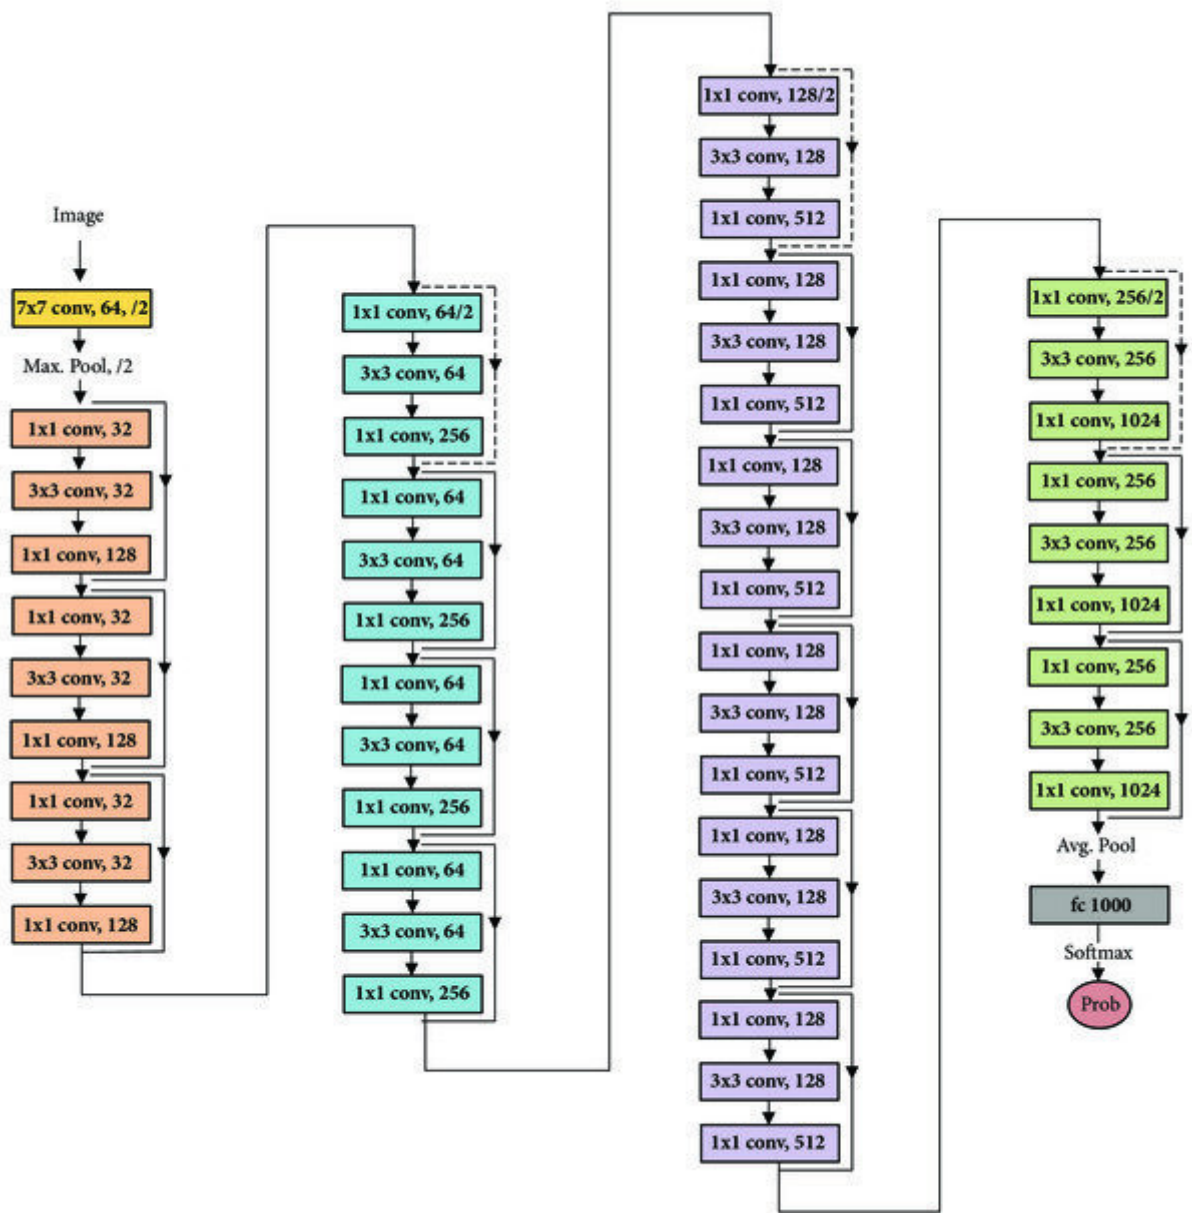 Image
7x7 conv, 64, /2
Max. Pool, /2
1x1 conv, 32
3x3 conv, 32
1x1 conv, 128
1x1 conv, 32
3x3 conv, 32
1x1 conv, 128
1x1 conv, 32
3x3 conv, 32
1x1 conv, 128
1x1 conv, 64/2
3x3 conv, 64
1x1 conv, 256
1x1 conv, 64
3x3 conv, 64
1x1 conv, 256
1x1 conv, 64
3x3 conv, 64
1x1 conv, 256
1x1 conv, 64
3x3 conv, 64
1x1 conv, 256
1x1 conv, 128/2
3x3 conv, 128
1x1 conv, 512
1x1 conv, 128
3x3 conv, 128
1x1 conv, 512
1x1 conv, 128
3x3 conv, 128
1x1 conv, 512
1x1 conv, 128
3x3 conv, 128
1x1 conv, 512
1x1 conv, 128
3x3 conv, 128
1x1 conv, 512
1x1 conv, 128
3x3 conv, 128
1x1 conv, 512
1x1 conv, 256/2
3x3 conv, 256
1x1 conv, 1024
1x1 conv, 256
3x3 conv, 256
1x1 conv, 1024
1x1 conv, 256
3x3 conv, 256
1x1 conv, 1024
Avg. Pool
fc 1000
Softmax
Prob